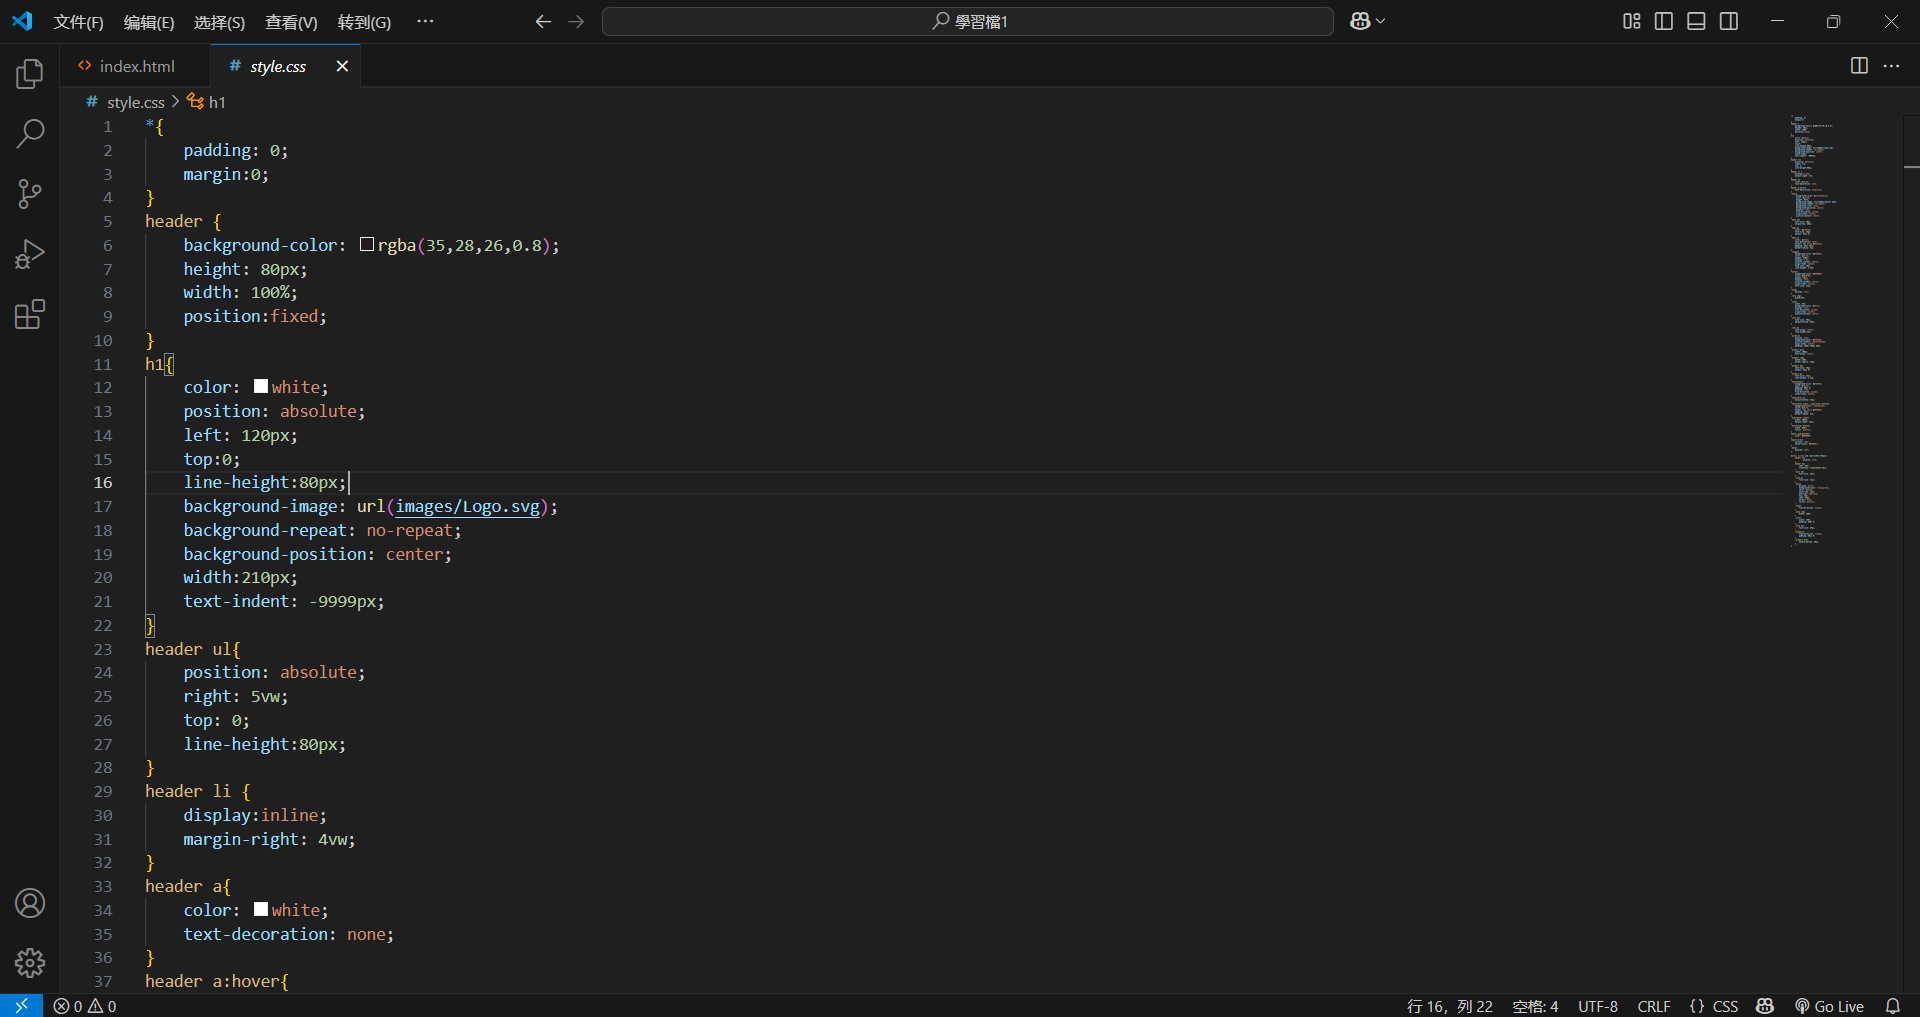 文件(F) 编辑(E) 选择(S) 查看(V) 转到(G) ··· 學習檔1
index.html style.css
style.css > h1
1 *{
2 padding: 0;
3 margin:0;
4 }
5 header {
6 background-color: rgba(35,28,26,0.8);
7 height: 80px;
8 width: 100%;
9 position:fixed;
10 }
11 h1{
12 color: white;
13 position: absolute;
14 left: 120px;
15 top:0;
16 line-height:80px;
17 background-image: url(images/Logo.svg);
18 background-repeat: no-repeat;
19 background-position: center;
20 width:210px;
21 text-indent: -9999px;
22 }
23 header ul{
24 position: absolute;
25 right: 5vw;
26 top: 0;
27 line-height:80px;
28 }
29 header li {
30 display:inline;
31 margin-right: 4vw;
32 }
33 header a{
34 color: white;
35 text-decoration: none;
36 }
37 header a:hover{
0 0 行 16，列 22 空格: 4 UTF-8 CRLF {} CSS Go Live